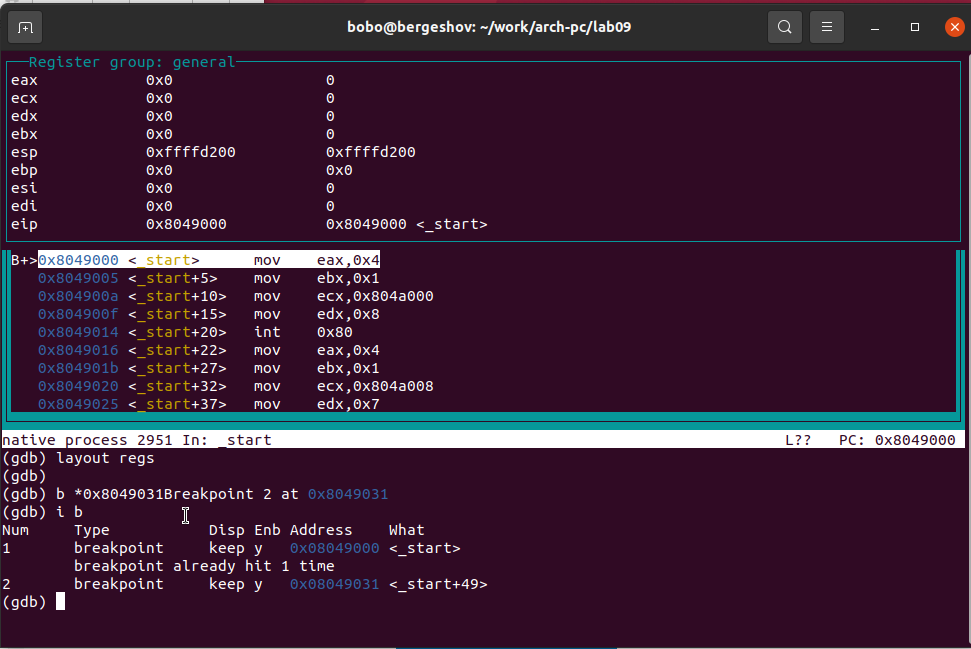 bobo@bergeshov: ~/work/arch-pc/lab09
Register group: general
eax 0x0 0
ecx 0x0 0
edx 0x0 0
ebx 0x0 0
esp 0xffffd200 0xffffd200
ebp 0x0 0x0
esi 0x0 0
edi 0x0 0
eip 0x8049000 0x8049000 <_start>
B+>0x8049000 <_start> mov eax,0x4
0x8049005 <_start+5> mov ebx,0x1
0x804900a <_start+10> mov ecx,0x804a000
0x804900f <_start+15> mov edx,0x8
0x8049014 <_start+20> int 0x80
0x8049016 <_start+22> mov eax,0x4
0x804901b <_start+27> mov ebx,0x1
0x8049020 <_start+32> mov ecx,0x804a008
0x8049025 <_start+37> mov edx,0x7
native process 2951 In: _start L?? PC: 0x8049000
(gdb) layout regs
(gdb)
(gdb) b *0x8049031Breakpoint 2 at 0x8049031
(gdb) i b
Num Type Disp Enb Address What
1 breakpoint keep y 0x08049000 <_start>
breakpoint already hit 1 time
2 breakpoint keep y 0x08049031 <_start+49>
(gdb)